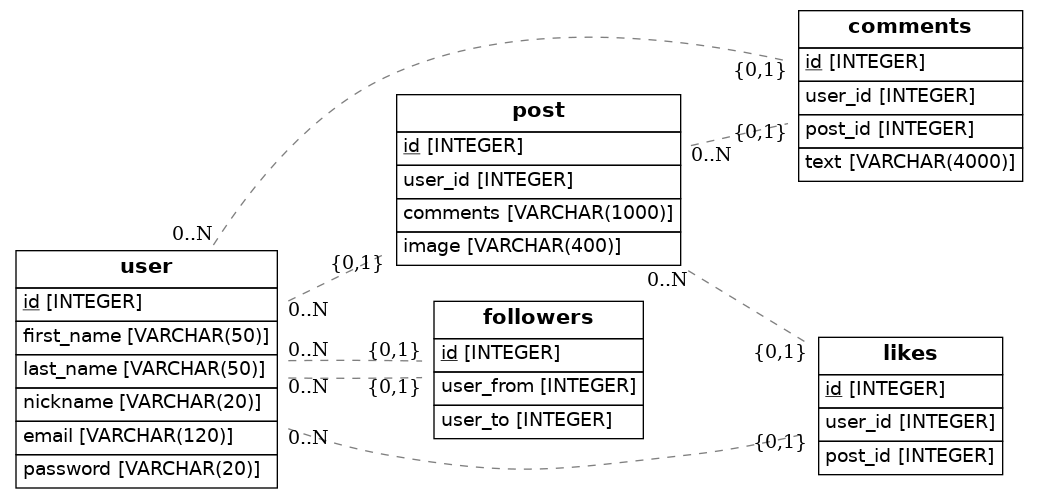 comments
id [INTEGER]
user_id [INTEGER]
post_id [INTEGER]
text [VARCHAR(4000)]
{0,1}
{0,1}
0..N
post
id [INTEGER]
user_id [INTEGER]
comments [VARCHAR(1000)]
image [VARCHAR(400)]
0..N
{0,1}
0..N
0..N
user
id [INTEGER]
first_name [VARCHAR(50)]
last_name [VARCHAR(50)]
nickname [VARCHAR(20)]
email [VARCHAR(120)]
password [VARCHAR(20)]
0..N
{0,1}
0..N
{0,1}
0..N
{0,1}
followers
id [INTEGER]
user_from [INTEGER]
user_to [INTEGER]
{0,1}
likes
id [INTEGER]
user_id [INTEGER]
post_id [INTEGER]